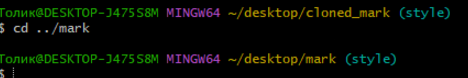 Толик@DESKTOP-J475S8M MINGW64 ~/desktop/cloned_mark (style)
$ cd ../mark
Толик@DESKTOP-J475S8M MINGW64 ~/desktop/mark (style)
$